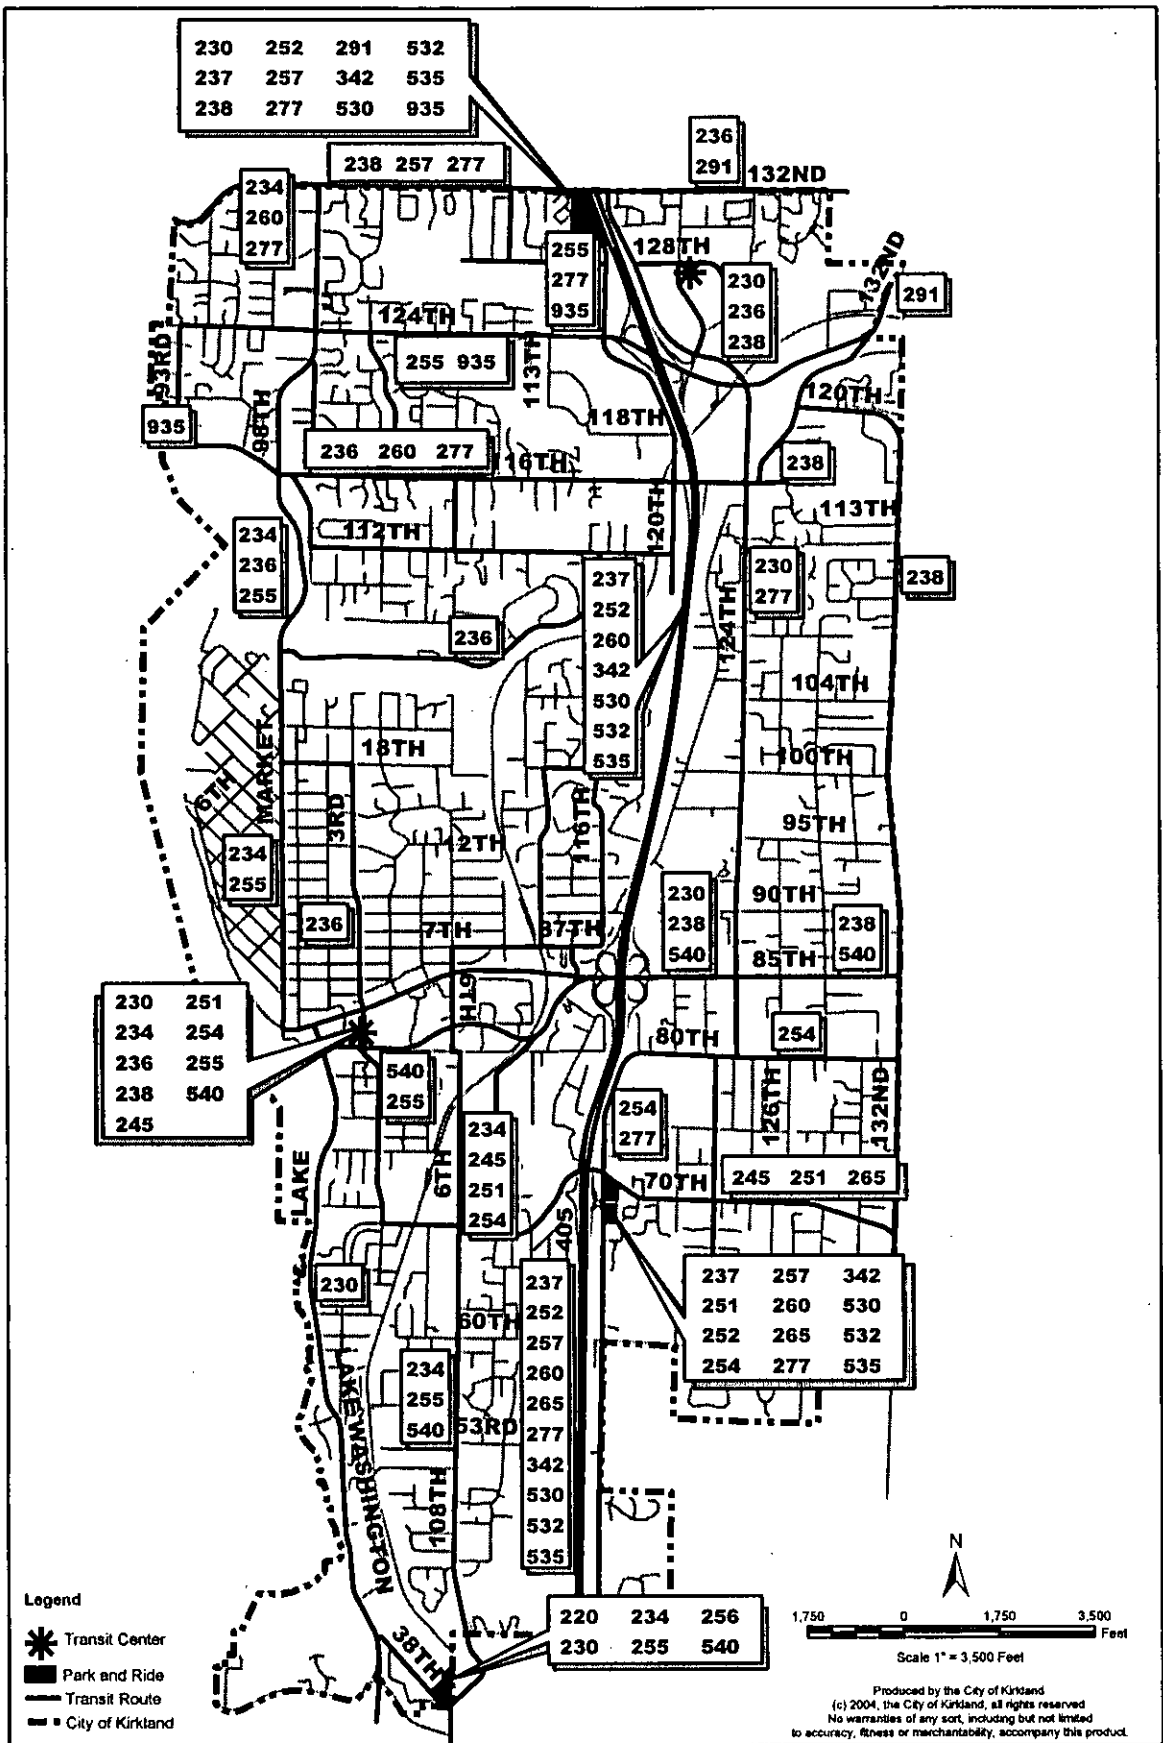 230 252 291 532
237 257 342 535
238 277 530 935
236
291
132ND
238 257 277
234
260
277
128TH
255
277
935
132ND
230
236
238
291
124TH
93RD
255 935
113TH
120TH
98TH
118TH
935
236 260 277
116TH
238
120TH
113TH
112TH
234
236
255
237
252
260
342
530
532
535
230
277
238
124TH
236
104TH
18TH
100TH
MARKET
6TH
3RD
116TH
95TH
12TH
234
255
230
238
540
90TH
238
540
236
7TH
87TH
85TH
6TH
230 251
234 254
236 255
238 540
245
80TH
254
540
255
254
277
126TH
132ND
234
245
251
254
6TH
LAKE
70TH
245 251 265
405
230
237
252
257
260
265
277
342
530
532
535
237 257 342
251 260 530
252 265 532
254 277 535
60TH
LAKE WASHINGTON
234
255
540
53RD
108TH
38TH
220 234 256
230 255 540
N
1,750 0 1,750 3,500
Feet
Scale 1" = 3,500 Feet
Legend
Transit Center
Park and Ride
Transit Route
City of Kirkland
Produced by the City of Kirkland
(c) 2004, the City of Kirkland, all rights reserved
No warranties of any sort, including but not limited
to accuracy, fitness or merchantability, accompany this product.